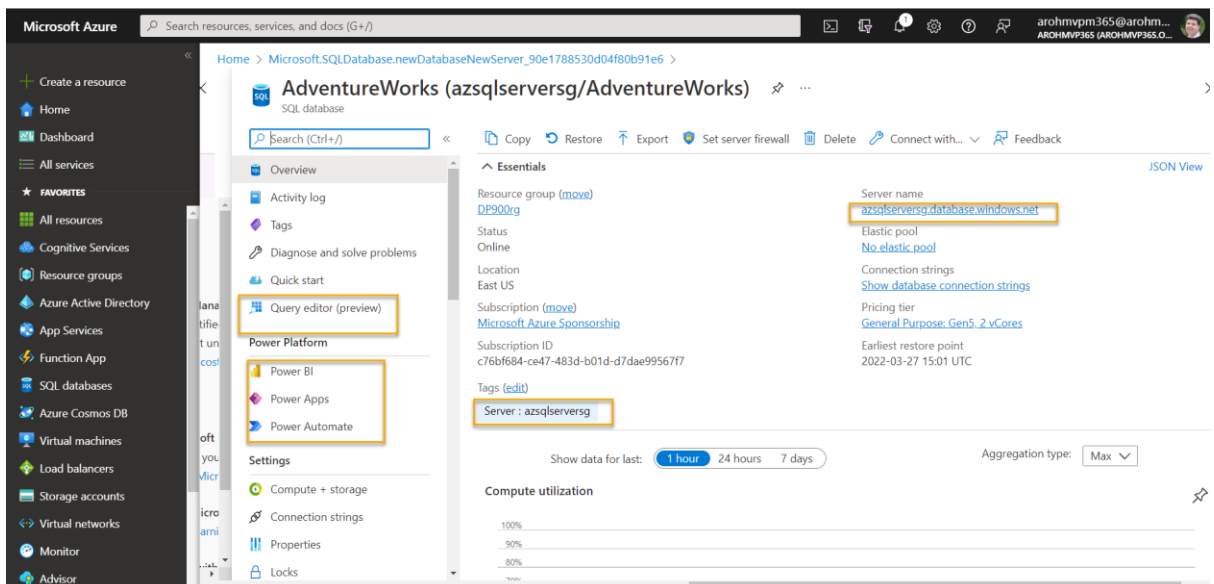 Microsoft Azure
Search resources, services, and docs (G+/)
1
arohmvpm365@arohm...
AROHMVP365 (AROHMVP365.O...
«
Create a resource
Home
Dashboard
All services
FAVORITES
All resources
Cognitive Services
Resource groups
Azure Active Directory
App Services
Function App
SQL databases
Azure Cosmos DB
Virtual machines
Load balancers
Storage accounts
Virtual networks
Monitor
Advisor
Home > Microsoft.SQLDatabase.newDatabaseNewServer_90e1788530d04f80b91e6 >
SQL
AdventureWorks (azsqlserversg/AdventureWorks)
...
SQL database
Search (Ctrl+/)
«
Overview
Activity log
Tags
Diagnose and solve problems
Quick start
Query editor (preview)
Power Platform
Power BI
Power Apps
Power Automate
Settings
Compute + storage
Connection strings
Properties
Locks
Copy Restore Export Set server firewall Delete Connect with... Feedback
Essentials
JSON View
Resource group (move)
DP900rg
Status
Online
Location
East US
Subscription (move)
Microsoft Azure Sponsorship
Subscription ID
c76bf684-ce47-483d-b01d-d7dae99567f7
Tags (edit)
Server : azsqlserversg
Server name
azsqlserversg.database.windows.net
Elastic pool
No elastic pool
Connection strings
Show database connection strings
Pricing tier
General Purpose: Gen5, 2 vCores
Earliest restore point
2022-03-27 15:01 UTC
Show data for last: 1 hour 24 hours 7 days
Aggregation type: Max
Compute utilization
100%
90%
80%